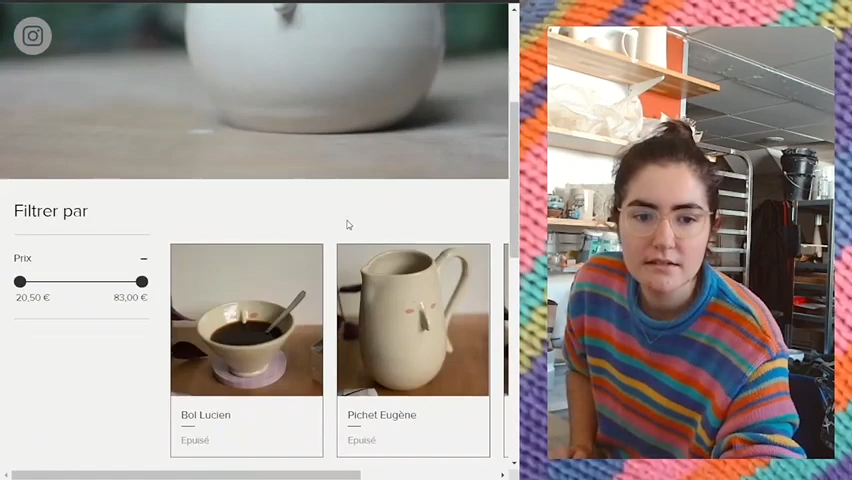 Filtrer par
Prix
20,50 € 83,00 €
Bol Lucien
Epuisé
Pichet Eugène
Epuisé